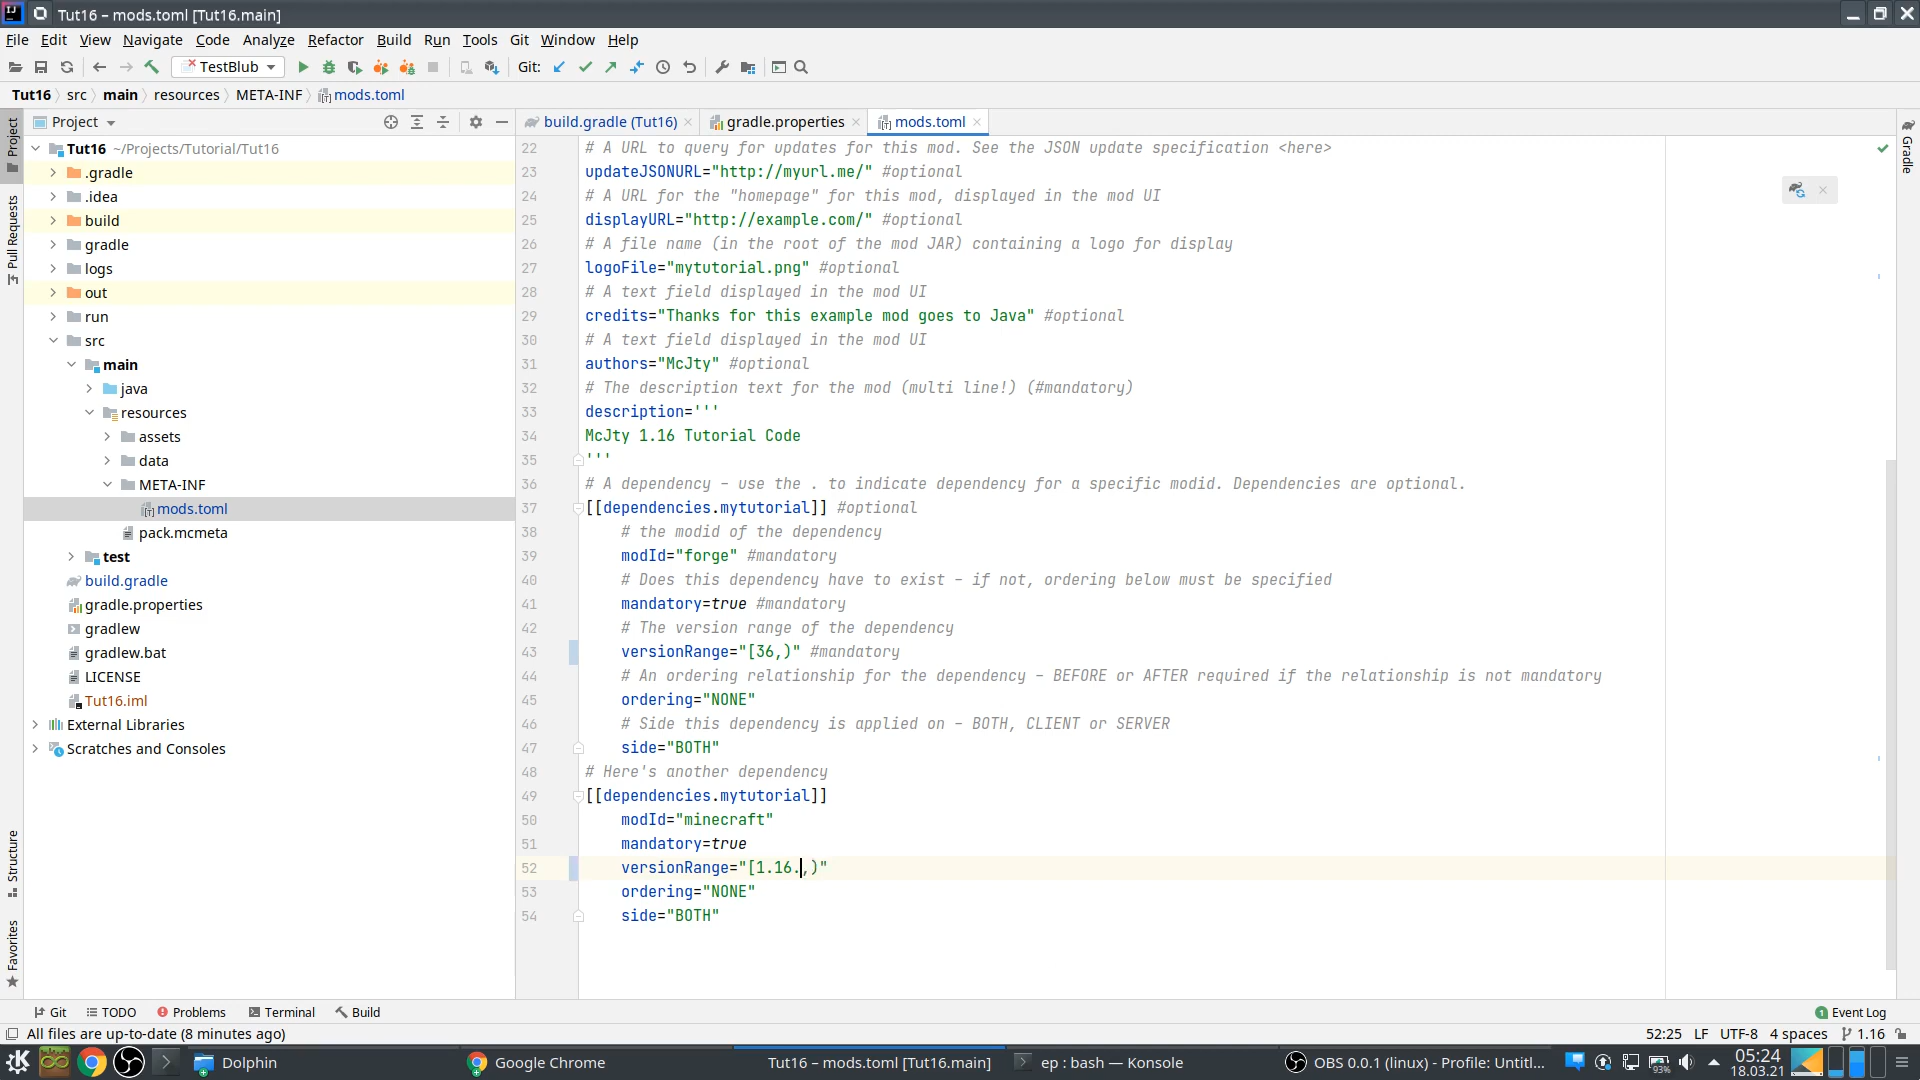 Tut16 – mods.toml [Tut16.main]
File Edit View Navigate Code Analyze Refactor Build Run Tools Git Window Help
TestBlub
Git:
Tut16 src main resources META-INF mods.toml
Project
build.gradle (Tut16) gradle.properties mods.toml
Project
Pull Requests
Structure
Favorites
Gradle
Tut16 ~/Projects/Tutorial/Tut16
.gradle
.idea
build
gradle
logs
out
run
src
main
java
resources
assets
data
META-INF
mods.toml
pack.mcmeta
test
build.gradle
gradle.properties
gradlew
gradlew.bat
LICENSE
Tut16.iml
External Libraries
Scratches and Consoles
22 # A URL to query for updates for this mod. See the JSON update specification <here>
23 updateJSONURL="http://myurl.me/" #optional
24 # A URL for the "homepage" for this mod, displayed in the mod UI
25 displayURL="http://example.com/" #optional
26 # A file name (in the root of the mod JAR) containing a logo for display
27 logoFile="mytutorial.png" #optional
28 # A text field displayed in the mod UI
29 credits="Thanks for this example mod goes to Java" #optional
30 # A text field displayed in the mod UI
31 authors="McJty" #optional
32 # The description text for the mod (multi line!) (#mandatory)
33 description='''
34 McJty 1.16 Tutorial Code
35 '''
36 # A dependency - use the . to indicate dependency for a specific modid. Dependencies are optional.
37 [[dependencies.mytutorial]] #optional
38 # the modid of the dependency
39 modId="forge" #mandatory
40 # Does this dependency have to exist - if not, ordering below must be specified
41 mandatory=true #mandatory
42 # The version range of the dependency
43 versionRange="[36,)" #mandatory
44 # An ordering relationship for the dependency - BEFORE or AFTER required if the relationship is not mandatory
45 ordering="NONE"
46 # Side this dependency is applied on - BOTH, CLIENT or SERVER
47 side="BOTH"
48 # Here's another dependency
49 [[dependencies.mytutorial]]
50 modId="minecraft"
51 mandatory=true
52 versionRange="[1.16.,)"
53 ordering="NONE"
54 side="BOTH"
Git TODO Problems Terminal Build
1 Event Log
All files are up-to-date (8 minutes ago)
52:25 LF UTF-8 4 spaces 1.16
Dolphin
Google Chrome
Tut16 – mods.toml [Tut16.main]
ep : bash — Konsole
OBS 0.0.1 (linux) - Profile: Untitl...
93%
05:24
18.03.21